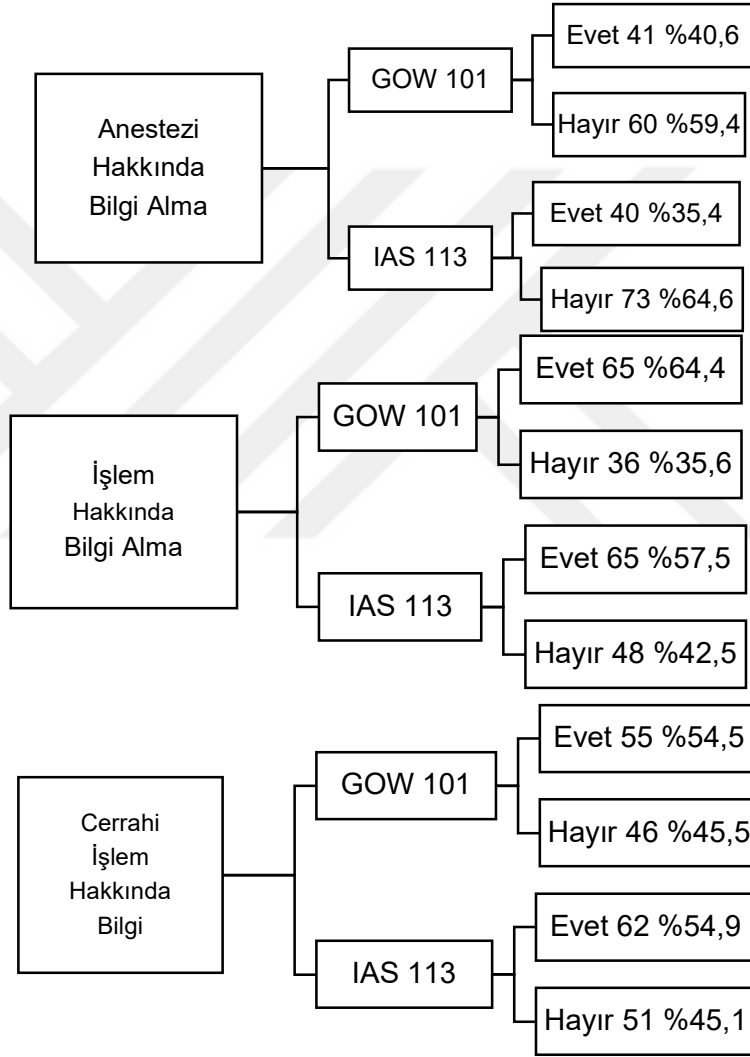 Anestezi
Hakkında
Bilgi Alma
GOW 101
Evet 41 %40,6
Hayır 60 %59,4
IAS 113
Evet 40 %35,4
Hayır 73 %64,6
İşlem
Hakkında
Bilgi Alma
GOW 101
Evet 65 %64,4
Hayır 36 %35,6
IAS 113
Evet 65 %57,5
Hayır 48 %42,5
Cerrahi
İşlem
Hakkında
Bilgi
GOW 101
Evet 55 %54,5
Hayır 46 %45,5
IAS 113
Evet 62 %54,9
Hayır 51 %45,1